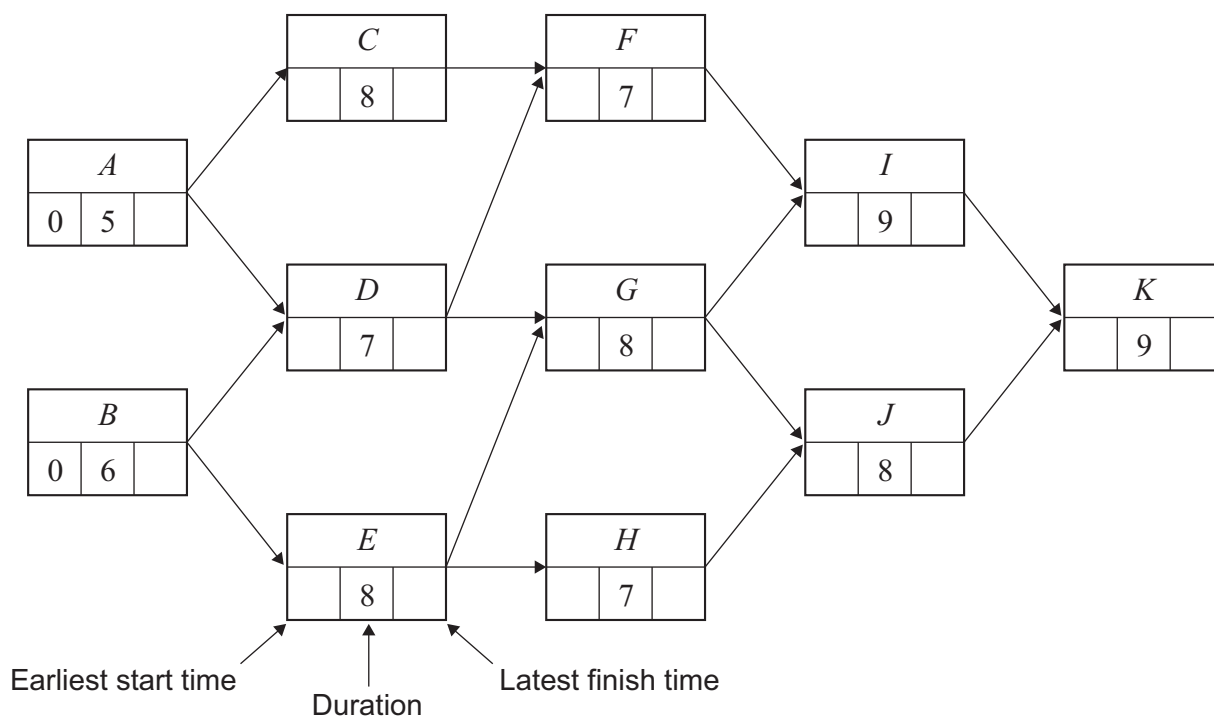 C
F
8
7
A
I
0 5
9
D
G
K
7
8
9
B
J
0 6
8
E
H
8
7
Earliest start time
Duration
Latest finish time